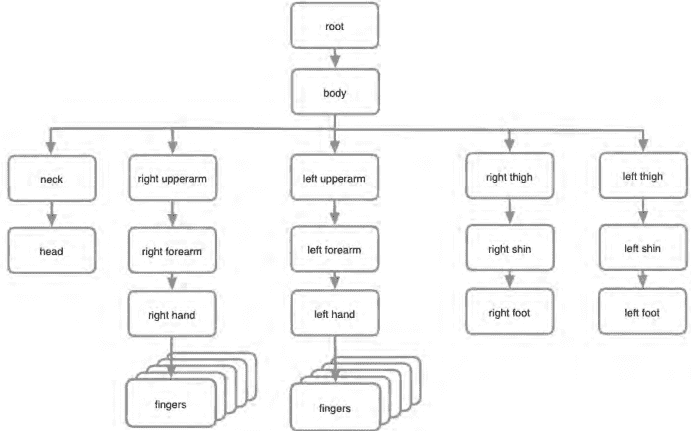 root
body
neck
right upperarm
left upperarm
right thigh
left thigh
head
right forearm
left forearm
right shin
left shin
right hand
left hand
right foot
left foot
fingers
fingers